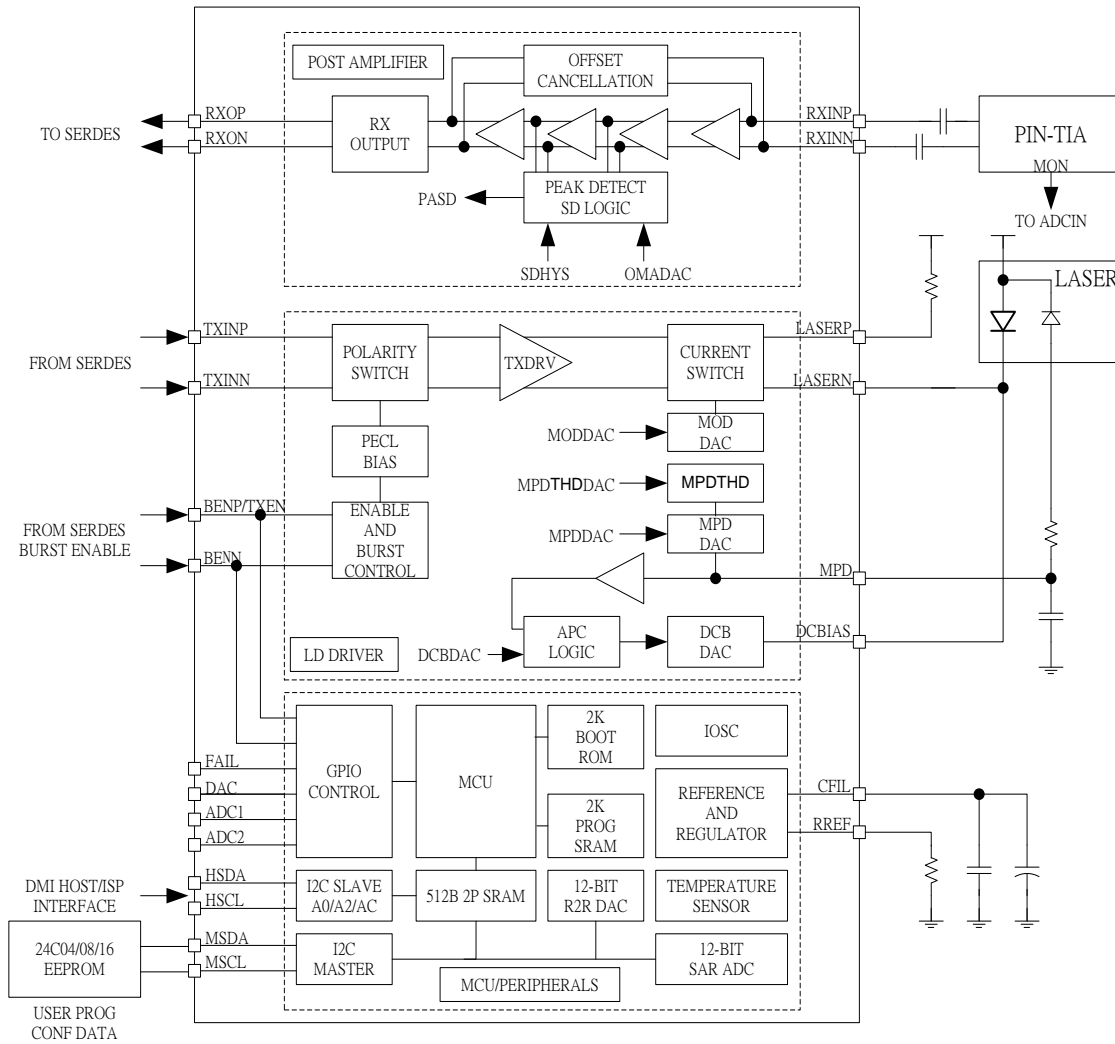 POST AMPLIFIER
OFFSET
CANCELLATION
RXOP
RXON
TO SERDES
RX
OUTPUT
RXINP
RXINN
PIN-TIA
MON
TO ADCIN
PASD
PEAK DETECT
SD LOGIC
SDHYS
OMADAC
LASER
TXINP
TXINN
FROM SERDES
POLARITY
SWITCH
TXDRV
CURRENT
SWITCH
LASERP
LASERN
PECL
BIAS
MODDAC
MOD
DAC
MPDTHDDAC
MPDTHD
BENP/TXEN
BENN
FROM SERDES
BURST ENABLE
ENABLE
AND
BURST
CONTROL
MPDDAC
MPD
DAC
MPD
DCBIAS
LD DRIVER
DCBDAC
APC
LOGIC
DCB
DAC
FAIL
DAC
ADC1
ADC2
GPIO
CONTROL
MCU
2K
BOOT
ROM
IOSC
2K
PROG
SRAM
REFERENCE
AND
REGULATOR
CFIL
RREF
DMI HOST/ISP
INTERFACE
HSDA
HSCL
I2C SLAVE
A0/A2/AC
512B 2P SRAM
12-BIT
R2R DAC
TEMPERATURE
SENSOR
24C04/08/16
EEPROM
MSDA
MSCL
I2C
MASTER
MCU/PERIPHERALS
12-BIT
SAR ADC
USER PROG
CONF DATA